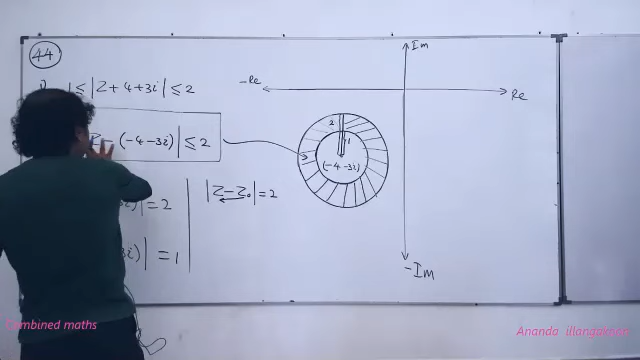 44
1 ≤ |Z + 4 + 3i| ≤ 2
(-4-3i)| ≤ 2
= 2
|Z - Z₀| = 2
= 1
Im
-Re
Re
2
1
(-4-3i)
-Im
Combined maths
Ananda illangakoon